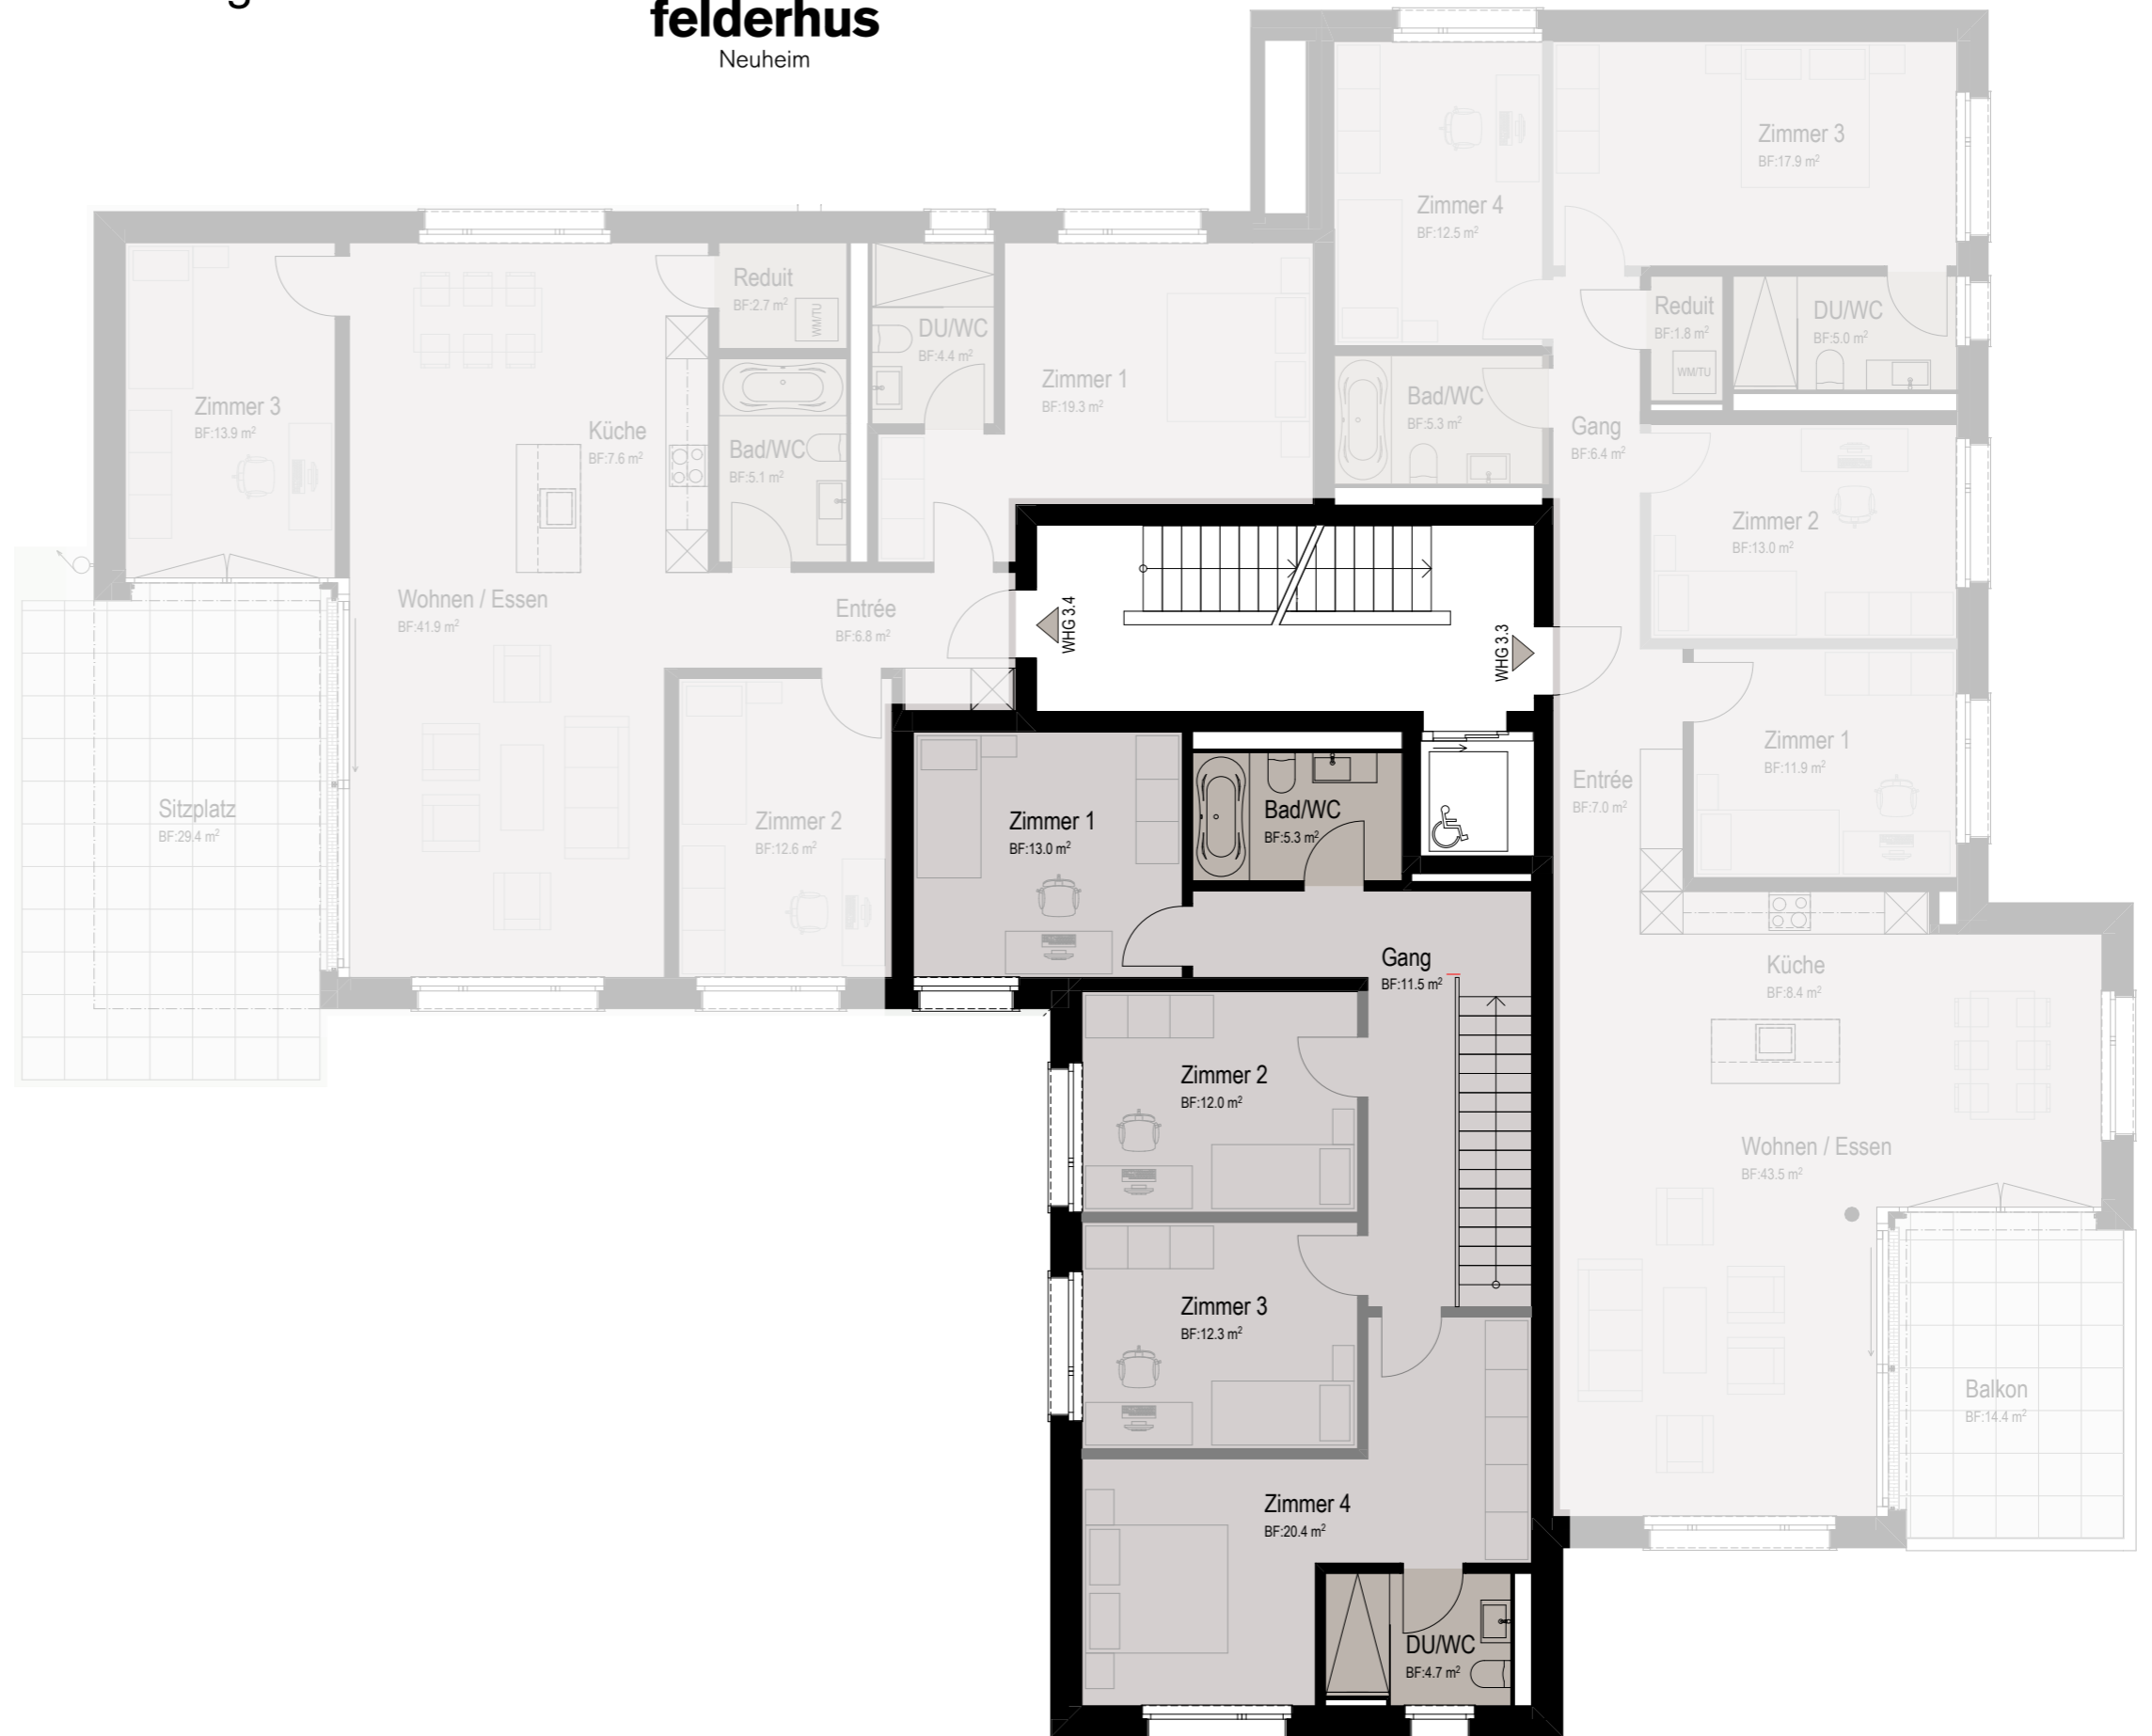 g
felderhus
Neuheim
Zimmer 3
BF:17.9 m²
Zimmer 4
BF:12.5 m²
Reduit
BF:2.7 m²
WM/TU
DU/WC
BF:4.4 m²
Zimmer 1
BF:19.3 m²
Reduit
BF:1.8 m²
WM/TU
DU/WC
BF:5.0 m²
Zimmer 3
BF:13.9 m²
Küche
BF:7.6 m²
Bad/WC
BF:5.1 m²
Bad/WC
BF:5.3 m²
Gang
BF:6.4 m²
Zimmer 2
BF:13.0 m²
Wohnen / Essen
BF:41.9 m²
Entrée
BF:6.8 m²
WHG 3.4
WHG 3.3
Zimmer 1
BF:11.9 m²
Entrée
BF:7.0 m²
Sitzplatz
BF:29.4 m²
Zimmer 2
BF:12.6 m²
Zimmer 1
BF:13.0 m²
Bad/WC
BF:5.3 m²
Gang
BF:11.5 m²
Küche
BF:8.4 m²
Zimmer 2
BF:12.0 m²
Wohnen / Essen
BF:43.5 m²
Zimmer 3
BF:12.3 m²
Balkon
BF:14.4 m²
Zimmer 4
BF:20.4 m²
DU/WC
BF:4.7 m²